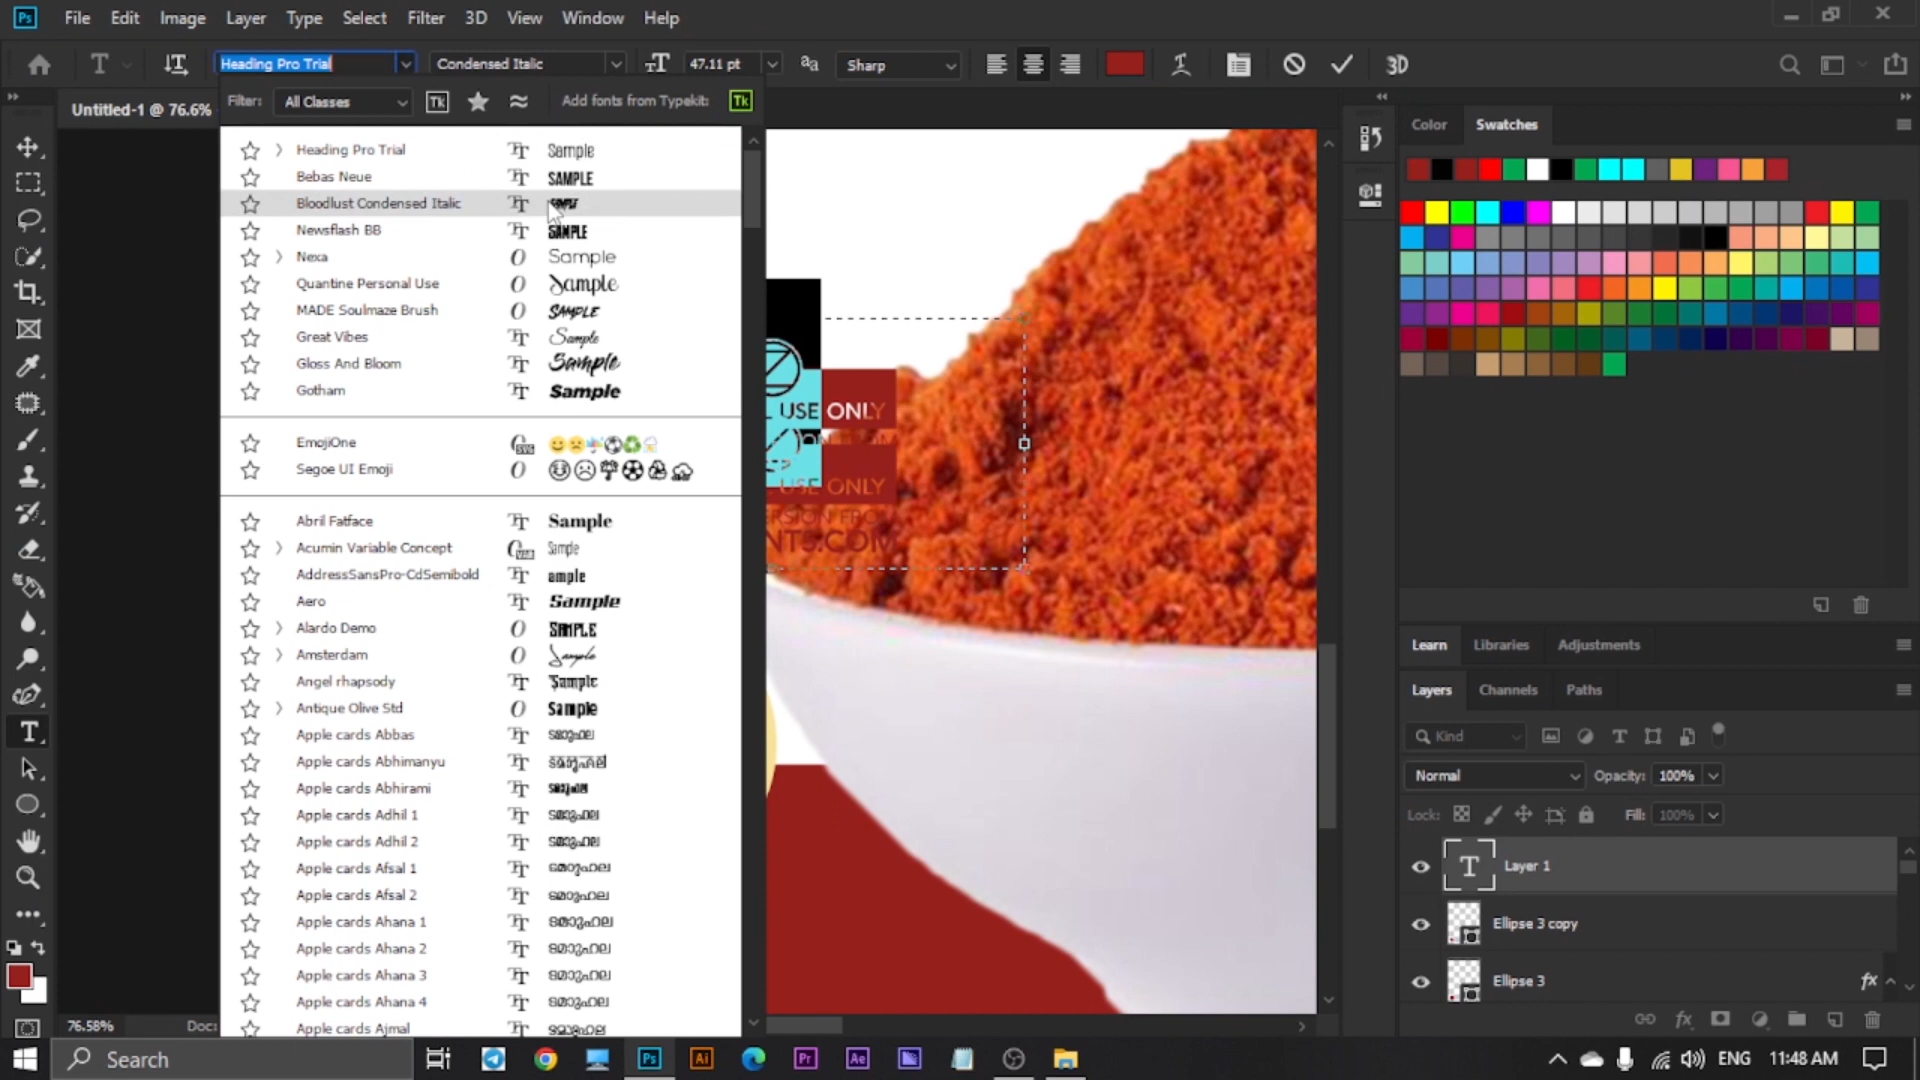 File Edit Image Layer Type Select Filter 3D View Window Help
Heading Pro Trial Condensed Italic 47.11 pt Sharp 3D
Filter: All Classes Add fonts from Typekit: Tk
Untitled-1 @ 76.6%
Color Swatches
Heading Pro Trial Sample
Bebas Neue SAMPLE
Bloodlust Condensed Italic
Newsflash BB SAMPLE
Nexa Sample
Quantine Personal Use Sample
MADE Soulmaze Brush SAMPLE
Great Vibes Sample
Gloss And Bloom Sample
Gotham Sample
EmojiOne
Segoe UI Emoji
Abril Fatface Sample
Acumin Variable Concept Sample
AddressSansPro-CdSemibold ample
Aero Sample
Alardo Demo SAMPLE
Amsterdam Sample
Angel rhapsody Sample
Antique Olive Std Sample
Apple cards Abbas
Apple cards Abhimanyu
Apple cards Abhirami
Apple cards Adhil 1
Apple cards Adhil 2
Apple cards Afsal 1
Apple cards Afsal 2
Apple cards Ahana 1
Apple cards Ahana 2
Apple cards Ahana 3
Apple cards Ahana 4
Apple cards Ajmal
L USE ONLY
L USE ONLY
ERSION FROM
NTS.COM
Learn Libraries Adjustments
Layers Channels Paths
Kind
Normal Opacity: 100%
Lock: Fill: 100%
Layer 1
Ellipse 3 copy
Ellipse 3 fx
76.58% Doc:
Search ENG 11:48 AM